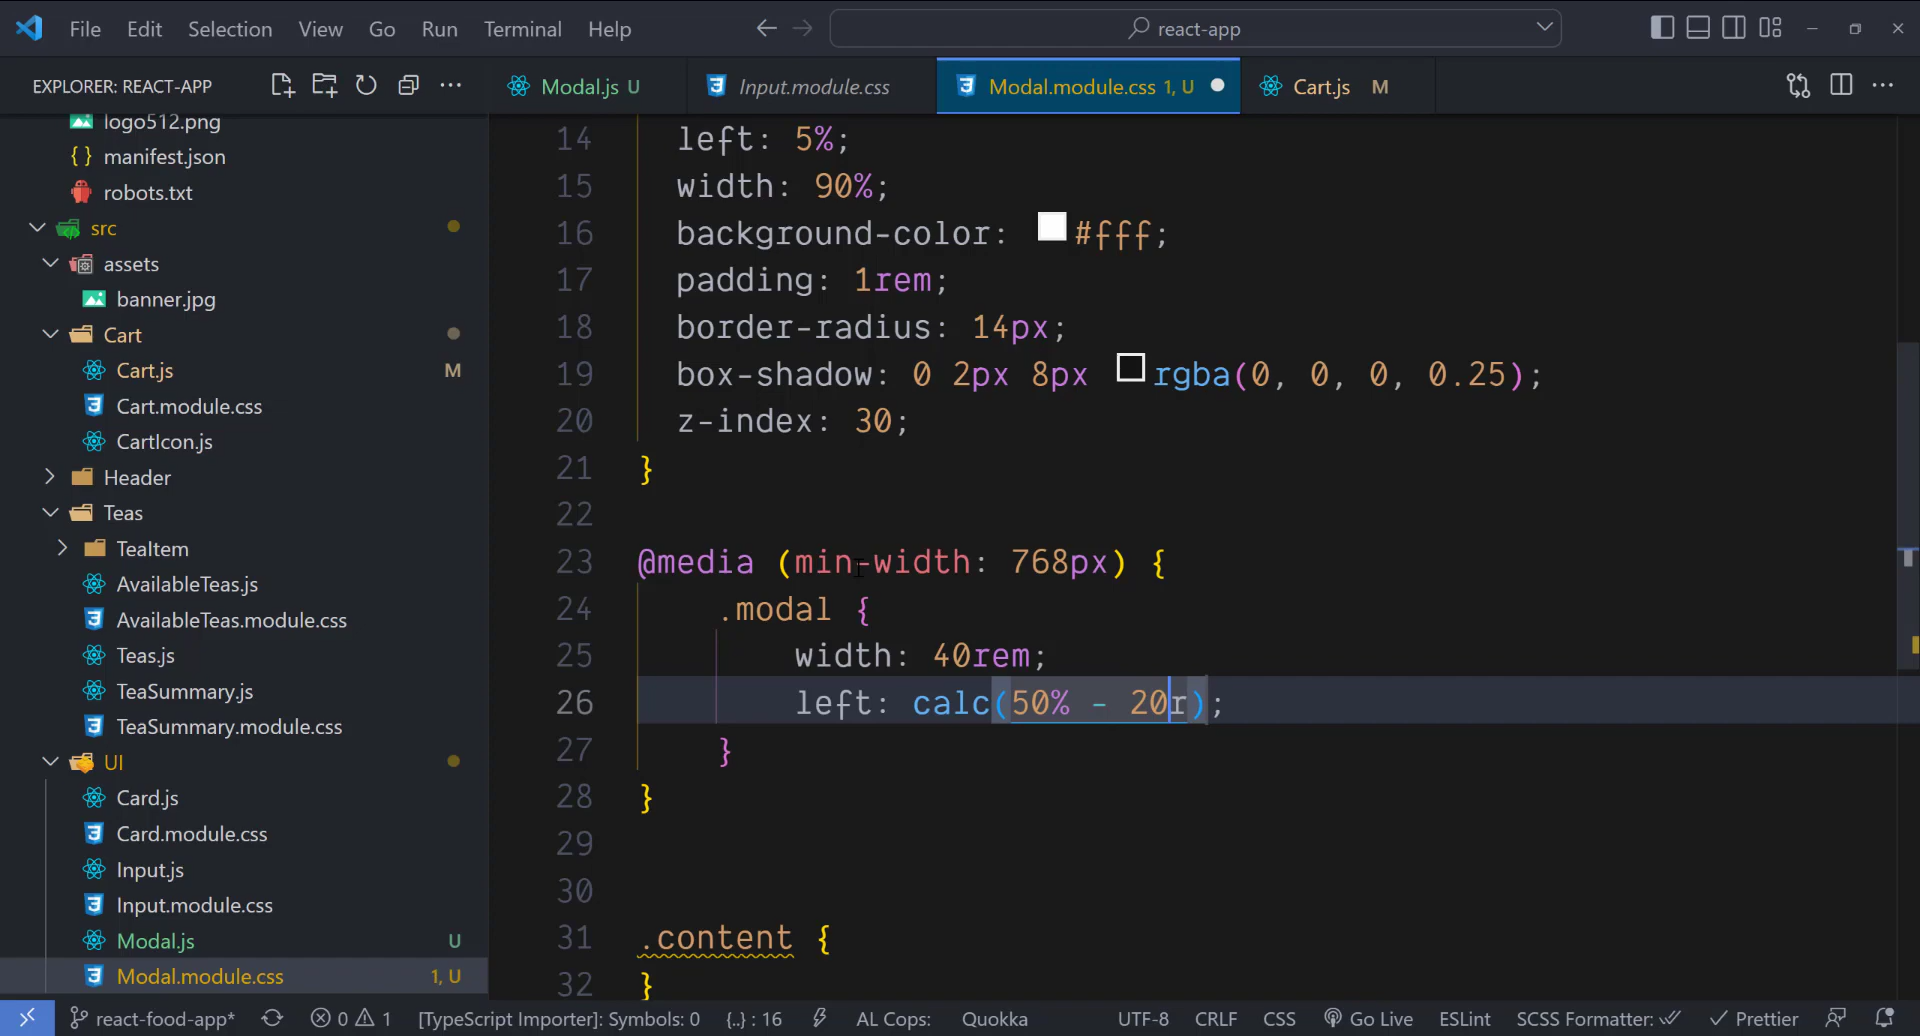 File Edit Selection View Go Run Terminal Help react-app
EXPLORER: REACT-APP
Modal.js U Input.module.css Modal.module.css 1, U Cart.js M
logo512.png
{ } manifest.json
robots.txt
src
assets
banner.jpg
Cart
Cart.js M
Cart.module.css
CartIcon.js
Header
Teas
TeaItem
AvailableTeas.js
AvailableTeas.module.css
Teas.js
TeaSummary.js
TeaSummary.module.css
UI
Card.js
Card.module.css
Input.js
Input.module.css
Modal.js U
Modal.module.css 1, U
14 left: 5%;
15 width: 90%;
16 background-color: #fff;
17 padding: 1rem;
18 border-radius: 14px;
19 box-shadow: 0 2px 8px rgba(0, 0, 0, 0.25);
20 z-index: 30;
21 }
22
23 @media (min-width: 768px) {
24 .modal {
25 width: 40rem;
26 left: calc(50% - 20r);
27 }
28 }
29
30
31 .content {
32 }
react-food-app* 0 1 [TypeScript Importer]: Symbols: 0 {..} : 16 AL Cops: Quokka UTF-8 CRLF CSS Go Live ESLint SCSS Formatter: Prettier